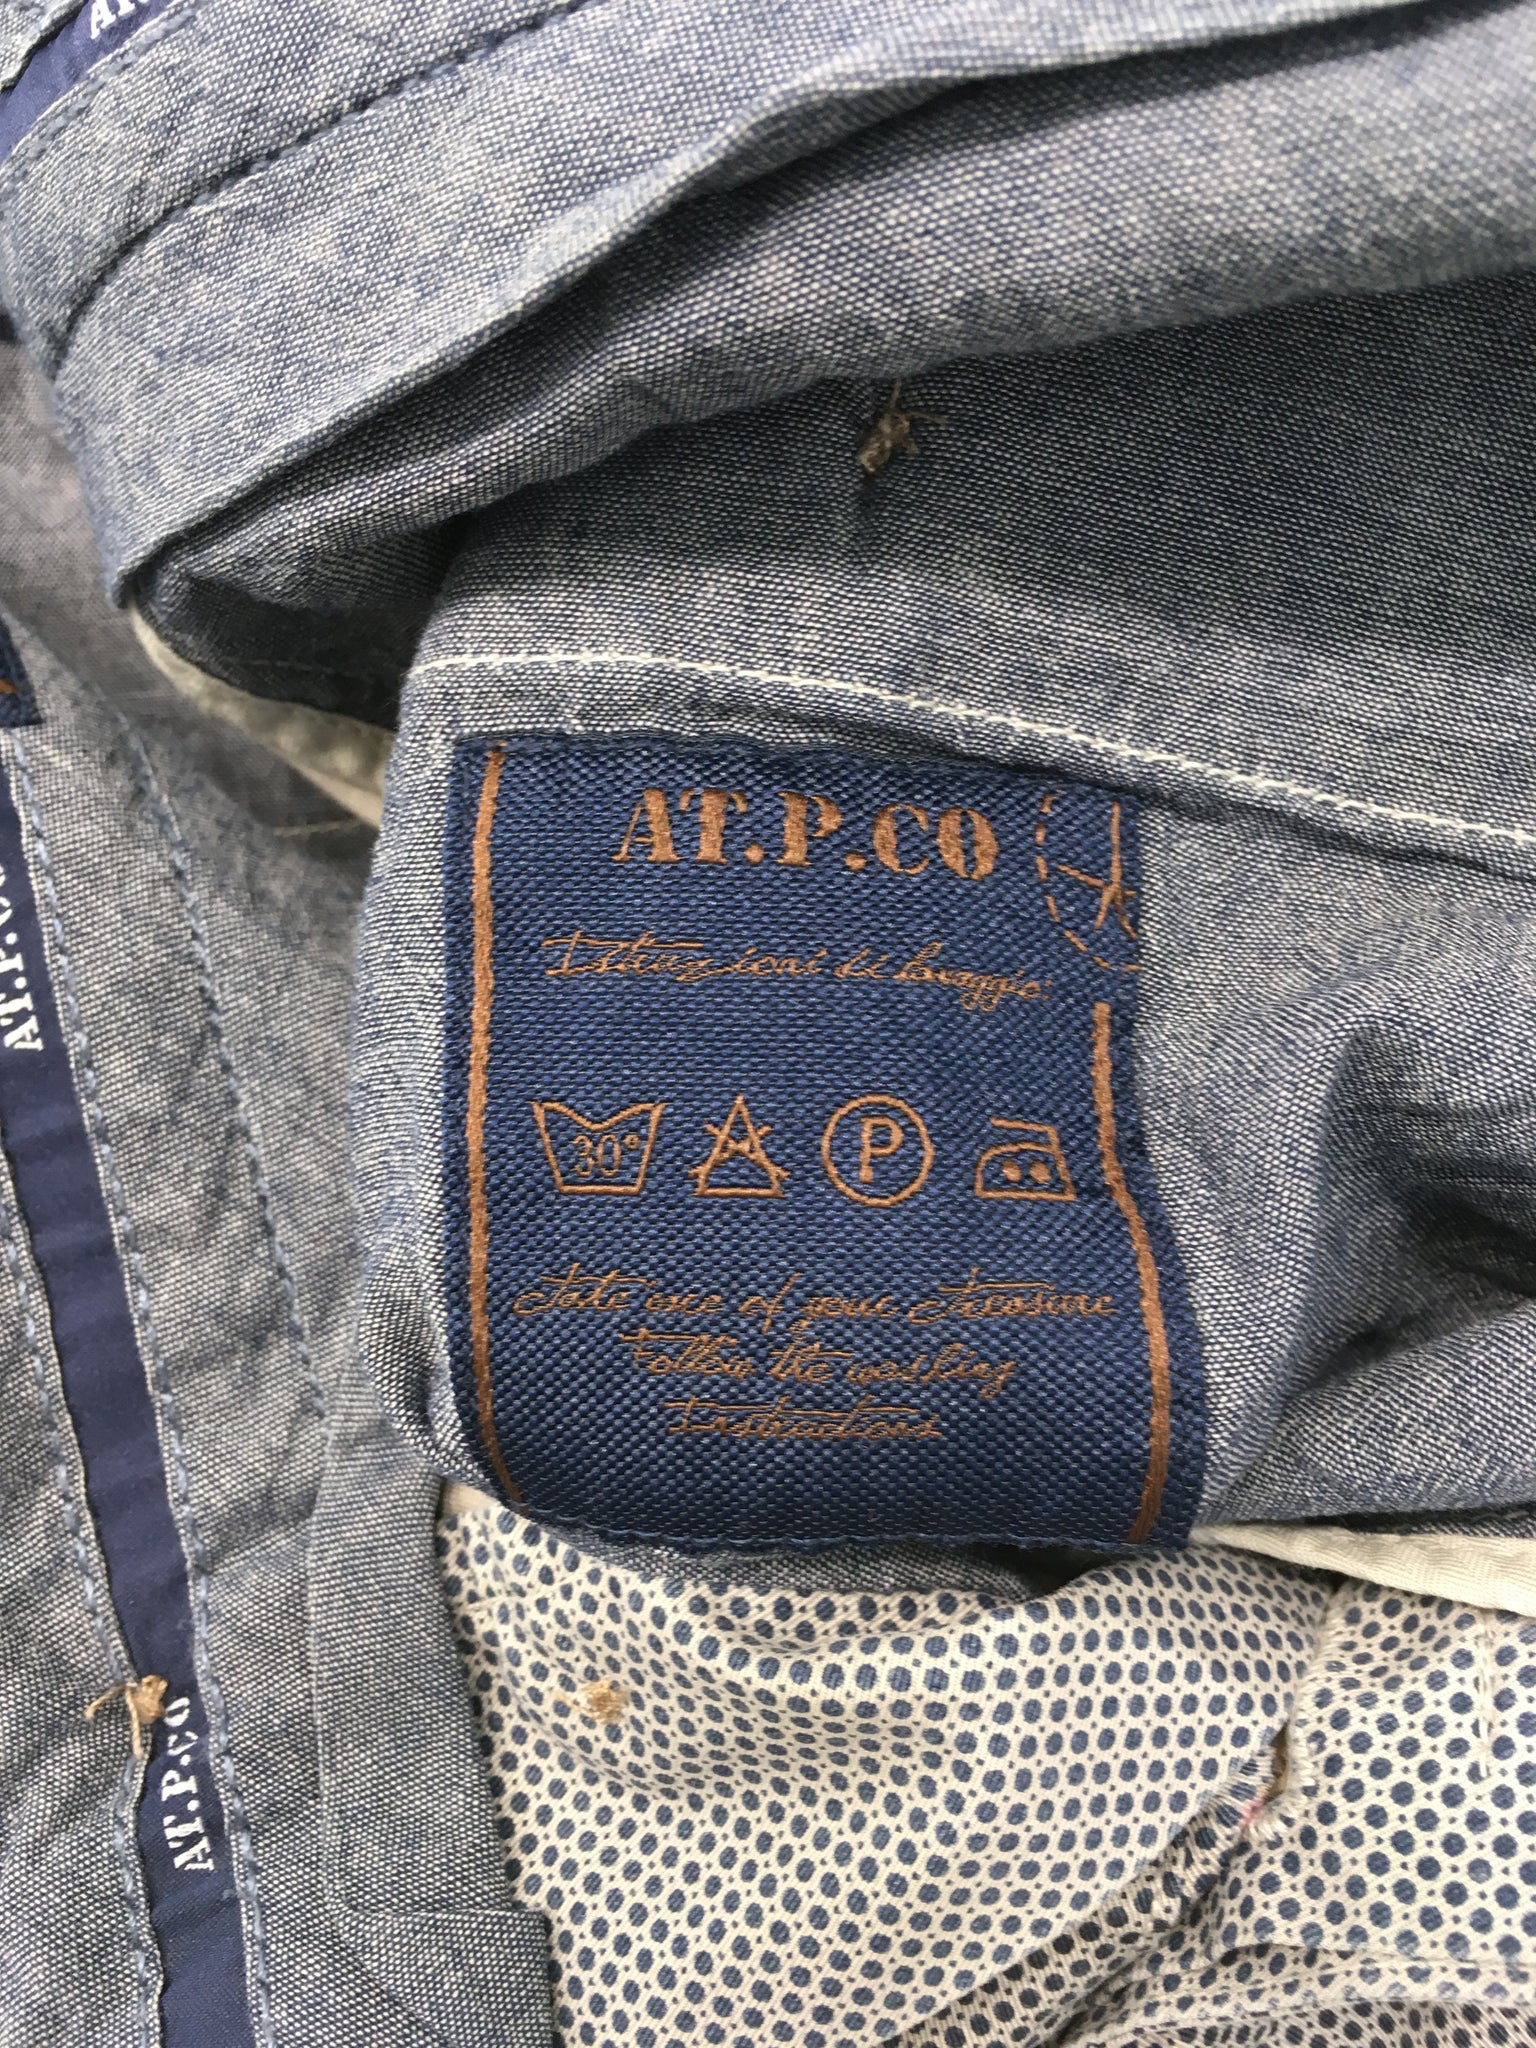 AT.P.CO
Istruzioni di lavaggio:
30°
P
Take care of your treasure
Follow the washing
Instructions
AT.P.CO
AT.P.CO